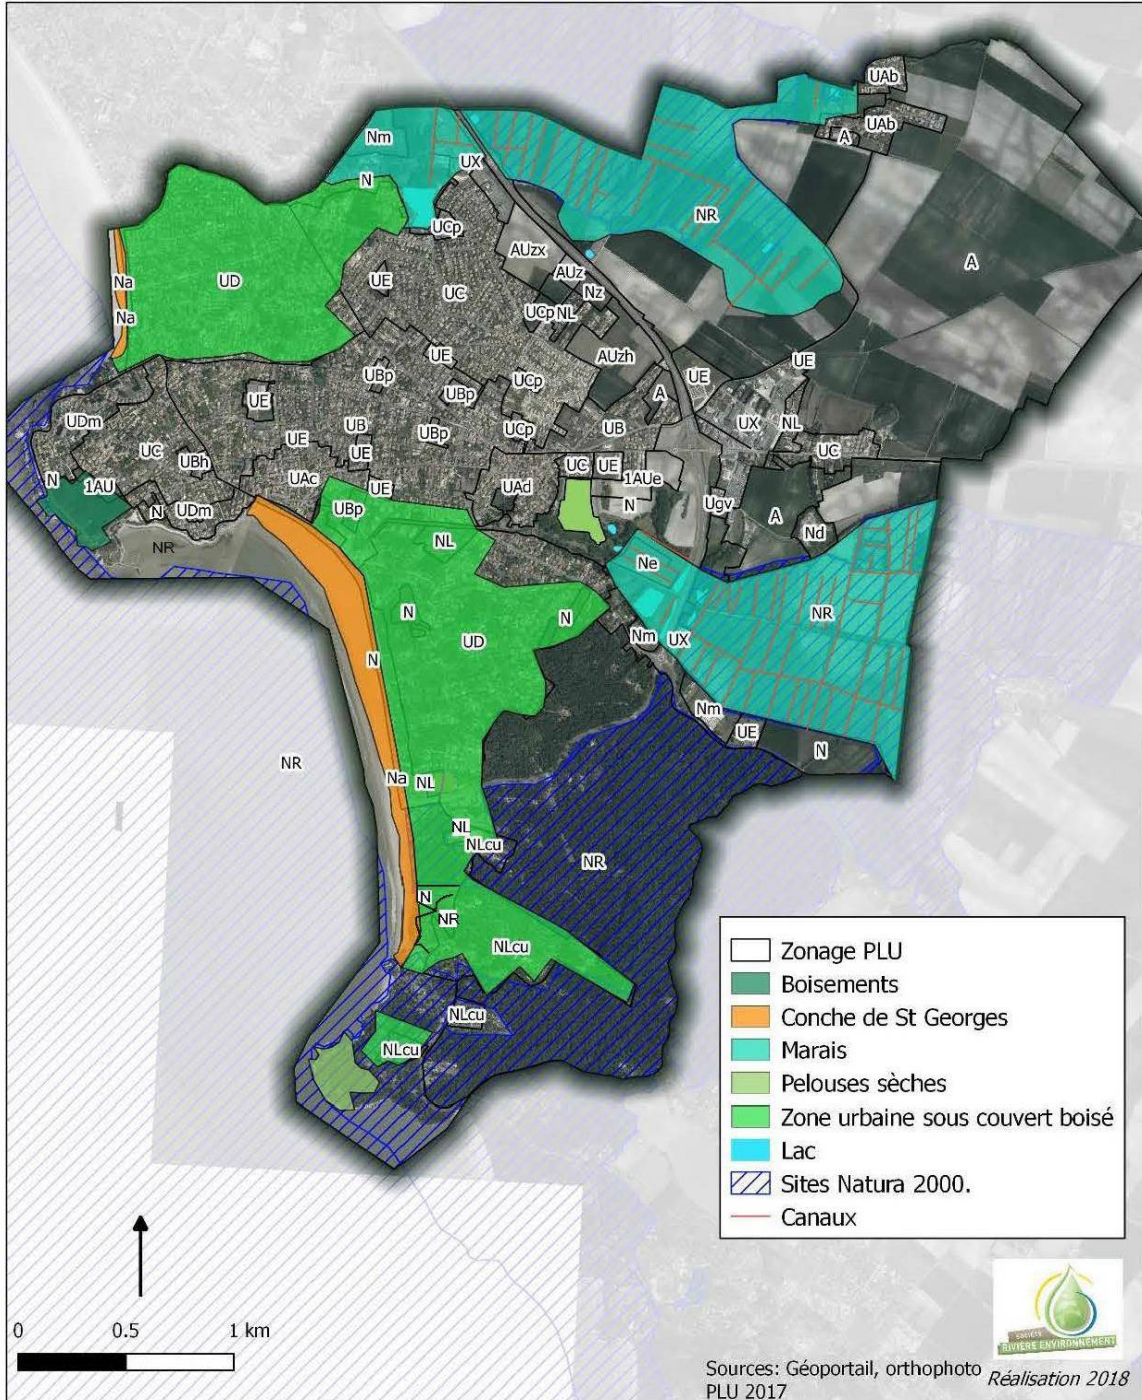 UAb
UAb
A
Nm
UX
N
NR
UCp
AUzx
A
Na
UD
UE
UC
AUz
Nz
Na
UCp
NL
UE
AUzh
UE
UE
UBp
UBp
UCp
A
UE
UDm
UB
UBp
UCp
UB
UX
NL
UC
UBh
UE
UE
UC
UC
UE
1AUe
N
1AU
UAc
UE
UAd
N
UDm
UBp
N
Ugv
A
Nd
NR
NL
Ne
N
N
NR
UD
Nm
UX
N
Nm
UE
N
NR
Na
NL
NL
NLcu
NR
N
NR
NLcu
NLcu
NLcu
Zonage PLU
Boisements
Conche de St Georges
Marais
Pelouses sèches
Zone urbaine sous couvert boisé
Lac
Sites Natura 2000.
Canaux
0 0.5 1 km
SOCIÉTÉ
RIVIÈRE ENVIRONNEMENT
Sources: Géoportail, orthophoto
PLU 2017
Réalisation 2018